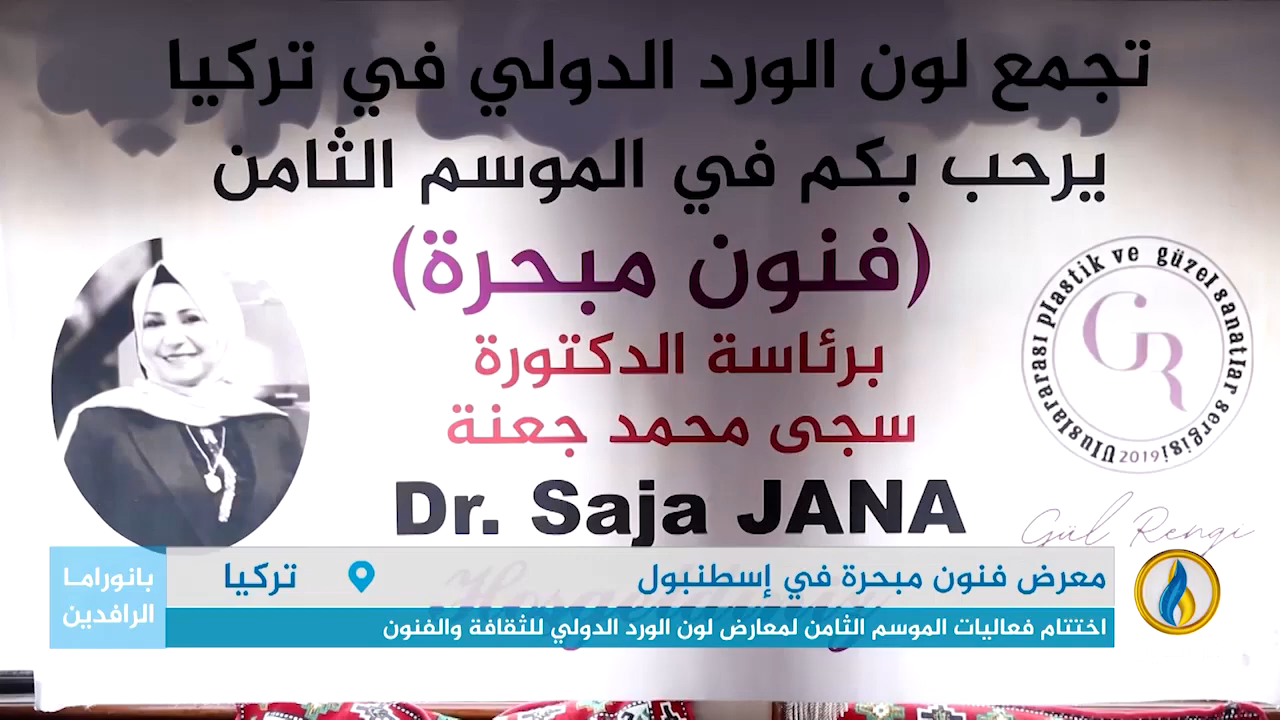 تجمع لون الورد الدولي في تركيا
يرحب بكم في الموسم الثامن
(فنون مبحرة)
برئاسة الدكتورة
سجى محمد جعنة
Dr. Saja JANA
Uluslararası plastik ve güzel sanatlar sergisi
2019
GR
Gül Rengi
معرض فنون مبحرة في إسطنبول
تركيا
اختتام فعاليات الموسم الثامن لمعارض لون الورد الدولي للثقافة والفنون
بانوراما
الرافدين